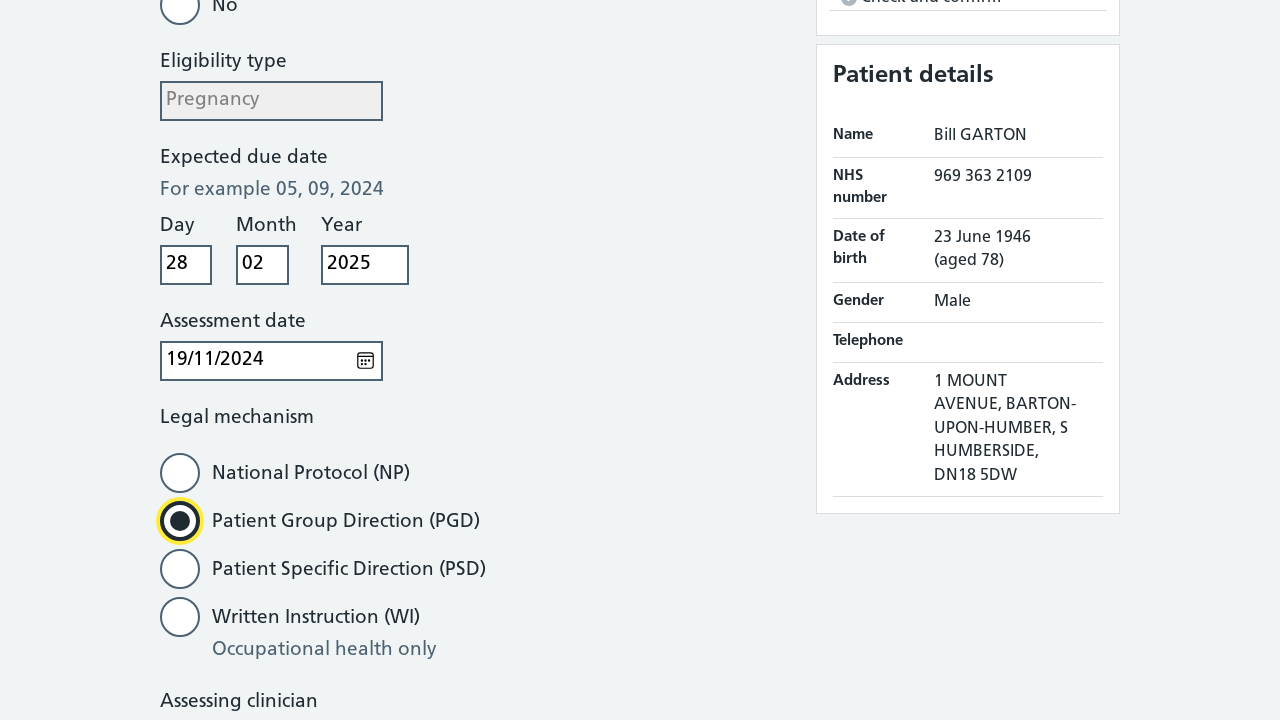 No
Eligibility type
Pregnancy
Expected due date
For example 05, 09, 2024
Day Month Year
28 02 2025
Assessment date
19/11/2024
Legal mechanism
National Protocol (NP)
Patient Group Direction (PGD)
Patient Specific Direction (PSD)
Written Instruction (WI)
Occupational health only
Assessing clinician
Check and confirm
Patient details
Name Bill GARTON
NHS number 969 363 2109
Date of birth 23 June 1946 (aged 78)
Gender Male
Telephone
Address 1 MOUNT
AVENUE, BARTON-
UPON-HUMBER, S
HUMBERSIDE,
DN18 5DW